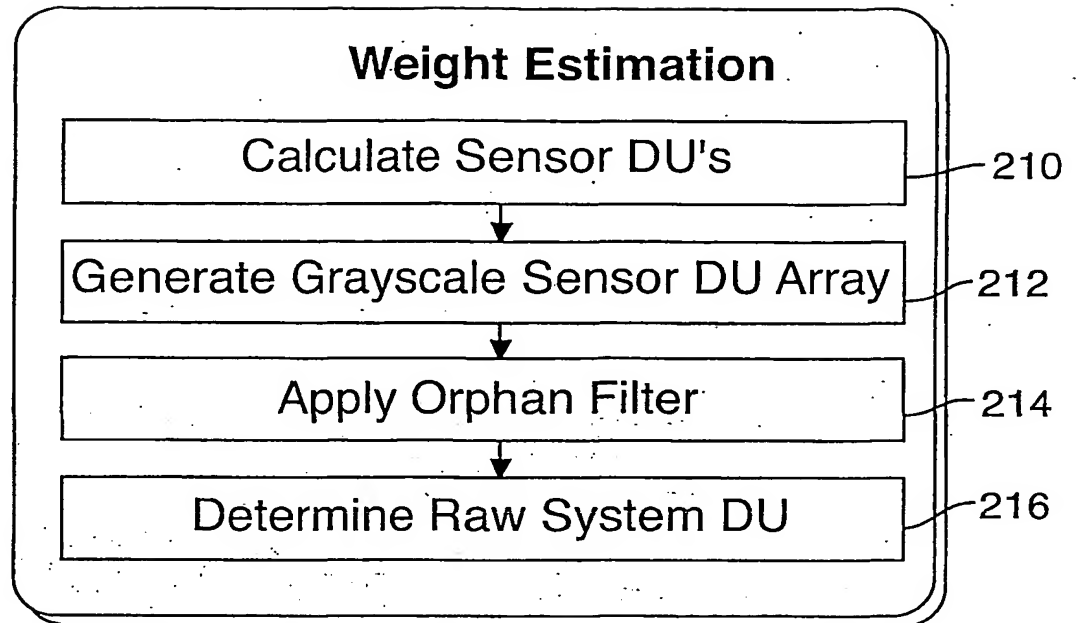 Weight Estimation
Calculate Sensor DU's
210
Generate Grayscale Sensor DU Array
212
Apply Orphan Filter
214
Determine Raw System DU
216